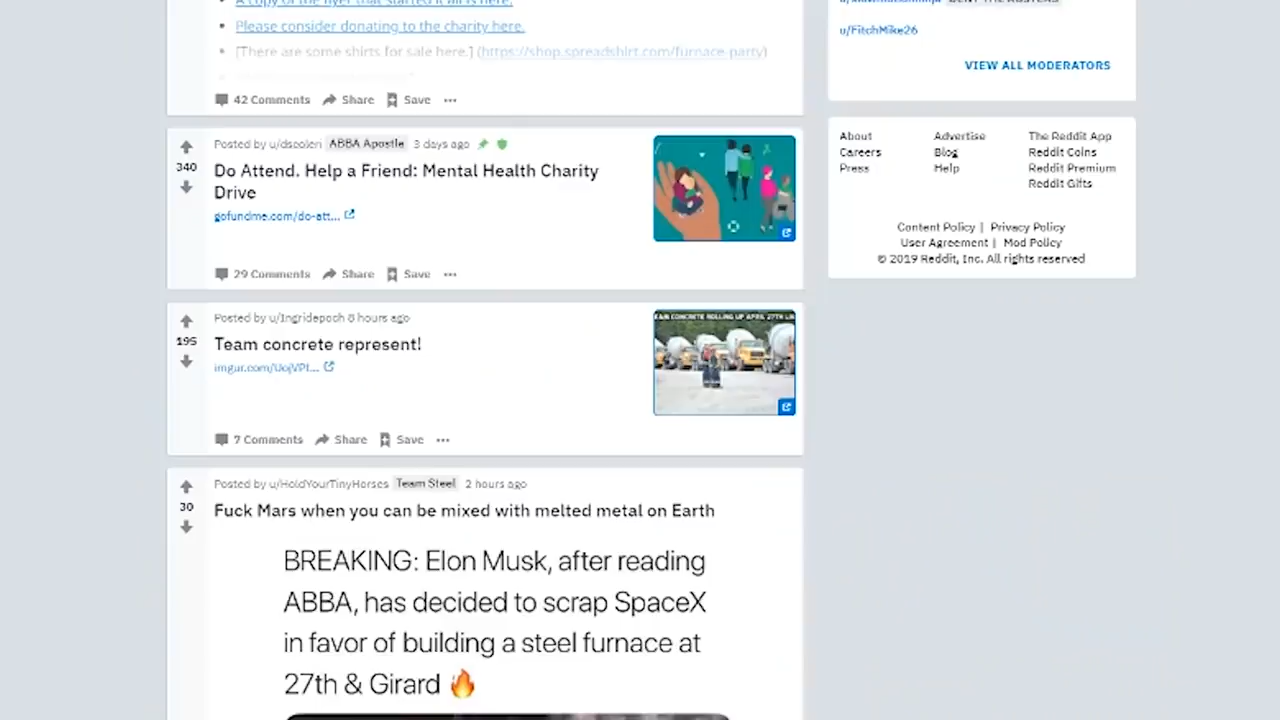 Please consider donating to the charity here.
[There are some shirts for sale here.] (https://shop.spreadshirt.com/furnace-party)
42 Comments Share Save
340
Posted by u/dscolen ABBA Apostle 3 days ago
Do Attend. Help a Friend: Mental Health Charity
Drive
gofundme.com/do-att...
29 Comments Share Save
195
Posted by u/Ingridepoch 8 hours ago
Team concrete represent!
imgur.com/UojVPI...
CONCRETE ROLLING UP APRIL 27TH
7 Comments Share Save
30
Posted by u/HoldYourTinyHorses Team Steel 2 hours ago
Fuck Mars when you can be mixed with melted metal on Earth
BREAKING: Elon Musk, after reading
ABBA, has decided to scrap SpaceX
in favor of building a steel furnace at
27th & Girard 🔥
u/FitchMike26
VIEW ALL MODERATORS
About Advertise The Reddit App
Careers Blog Reddit Coins
Press Help Reddit Premium
Reddit Gifts
Content Policy | Privacy Policy
User Agreement | Mod Policy
© 2019 Reddit, Inc. All rights reserved